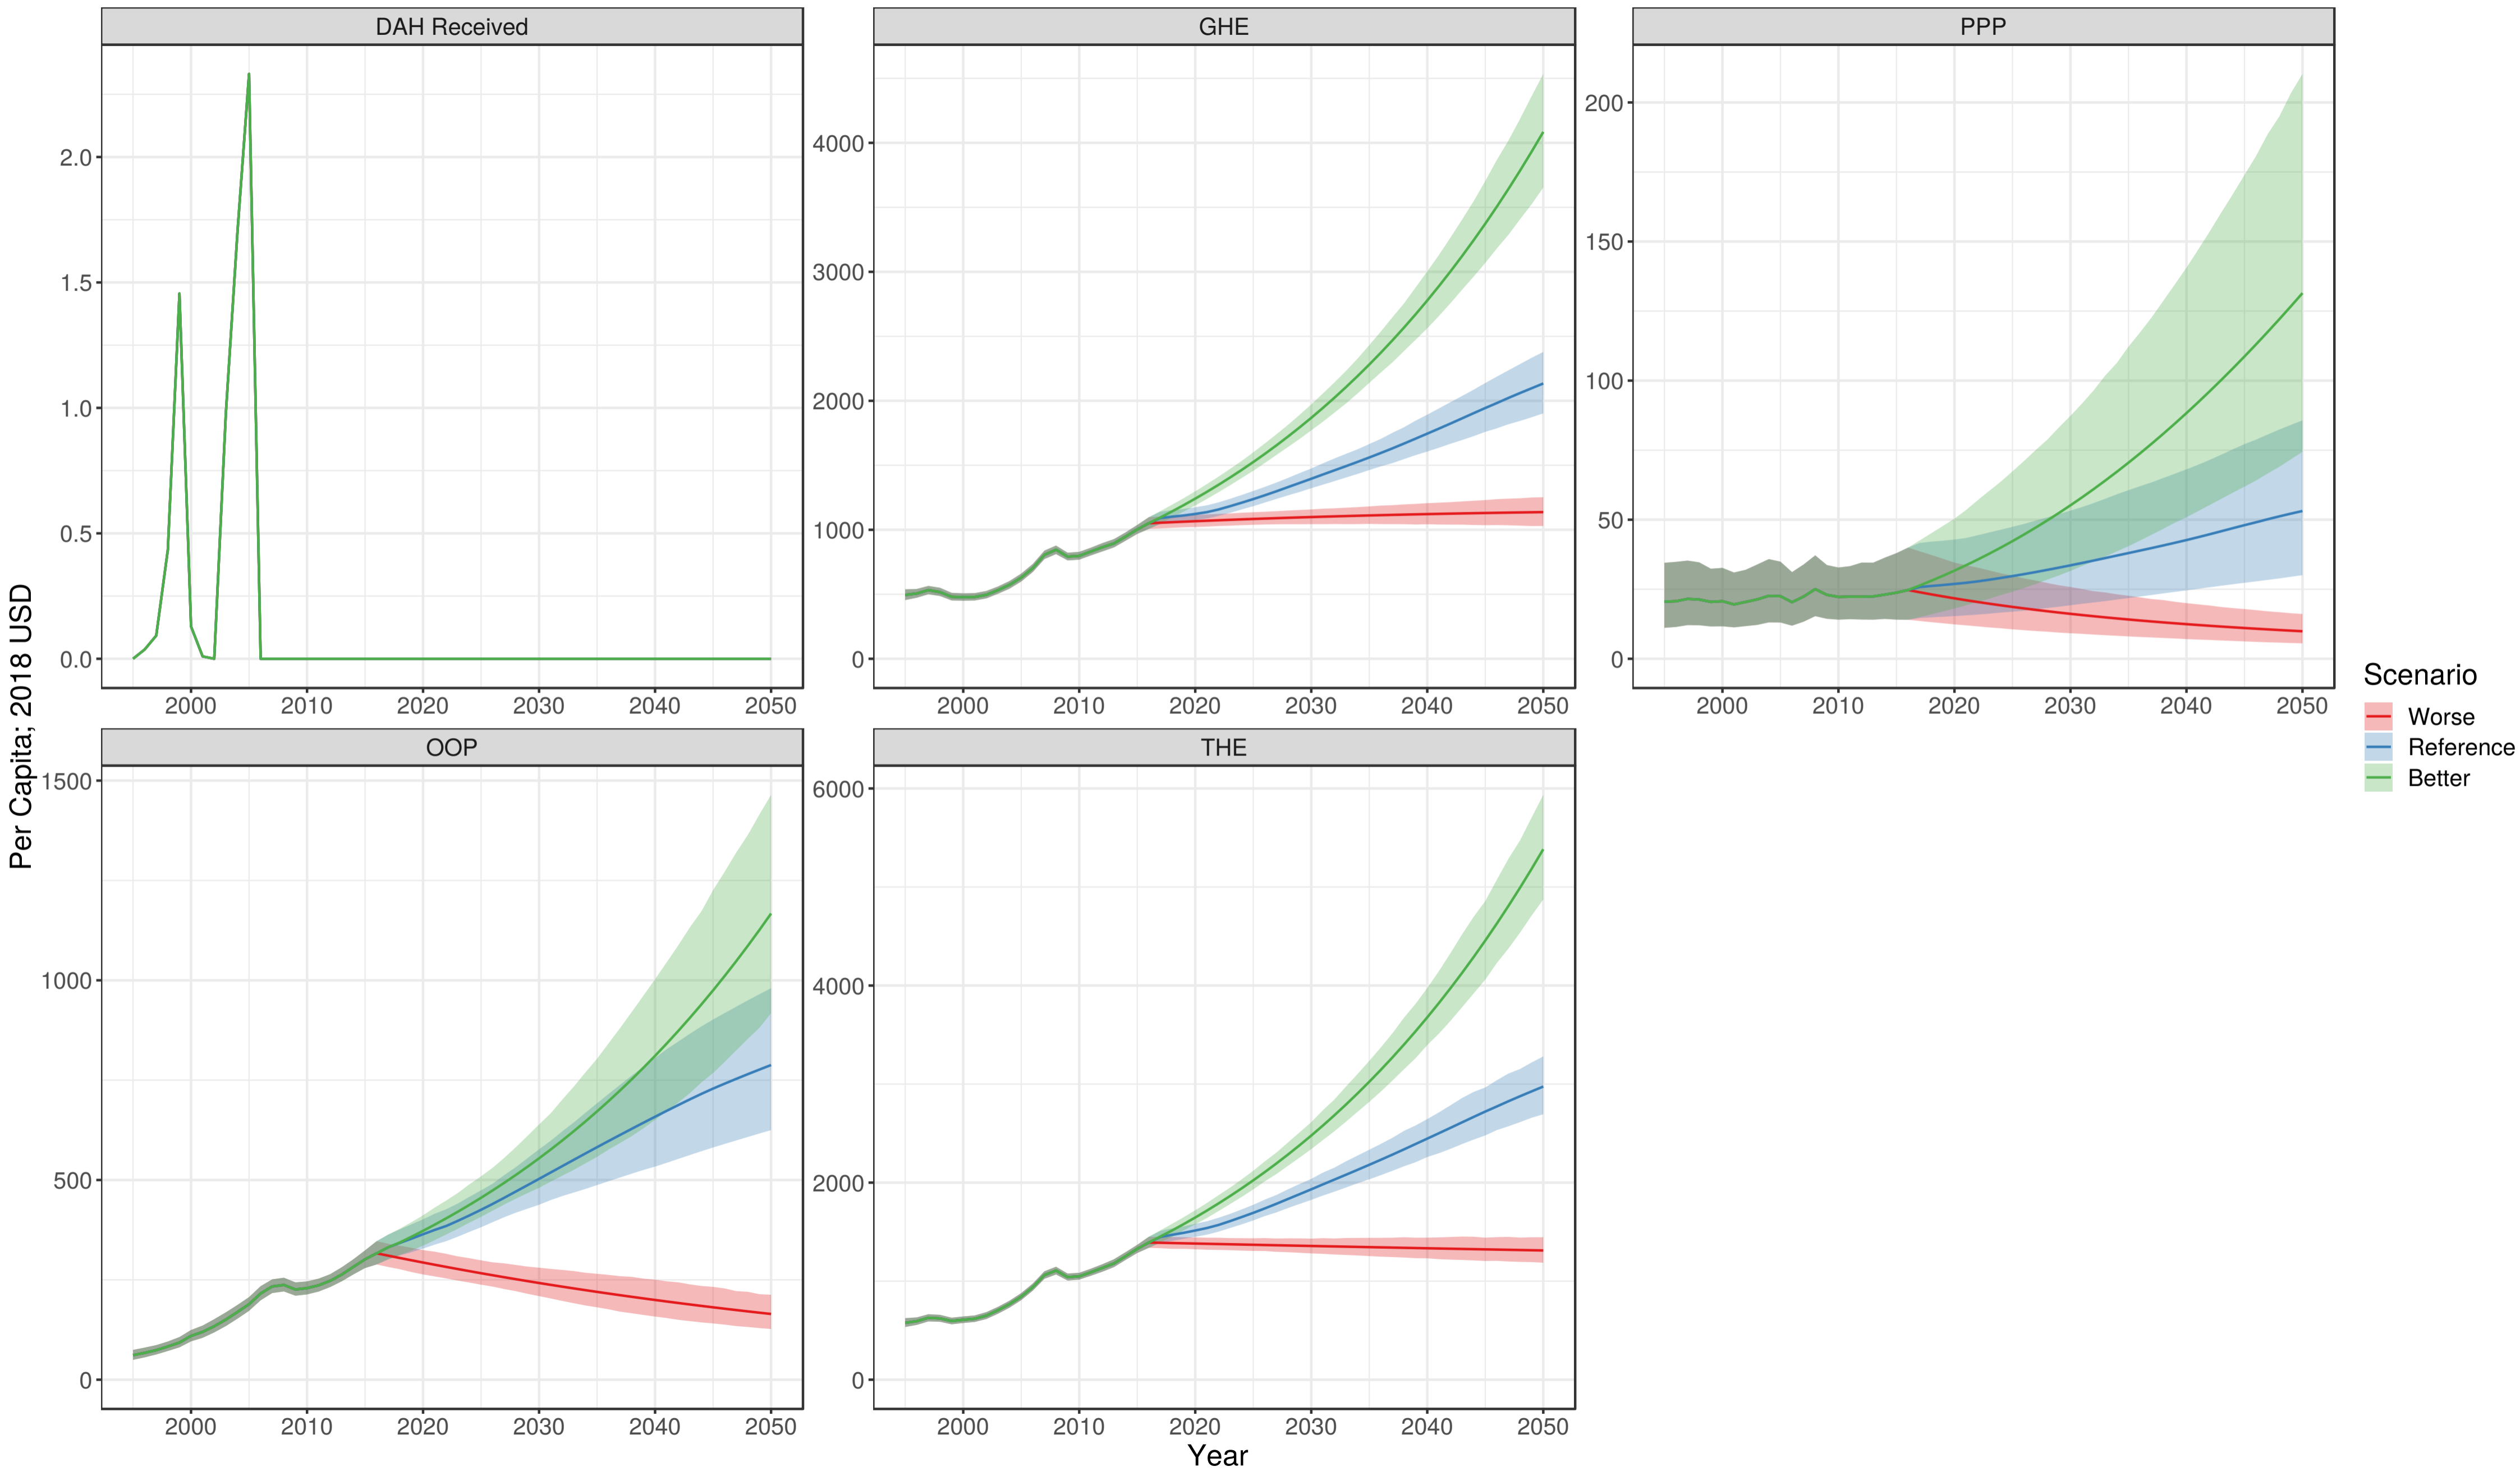 DAH Received
GHE
PPP
2.0
1.5
1.0
0.5
0.0
4000
3000
2000
1000
0
200
150
100
50
0
2000 2010 2020 2030 2040 2050
2000 2010 2020 2030 2040 2050
2000 2010 2020 2030 2040 2050
Per Capita; 2018 USD
OOP
THE
1500
1000
500
0
6000
4000
2000
0
2000 2010 2020 2030 2040 2050
2000 2010 2020 2030 2040 2050
Year
Scenario
Worse
Reference
Better